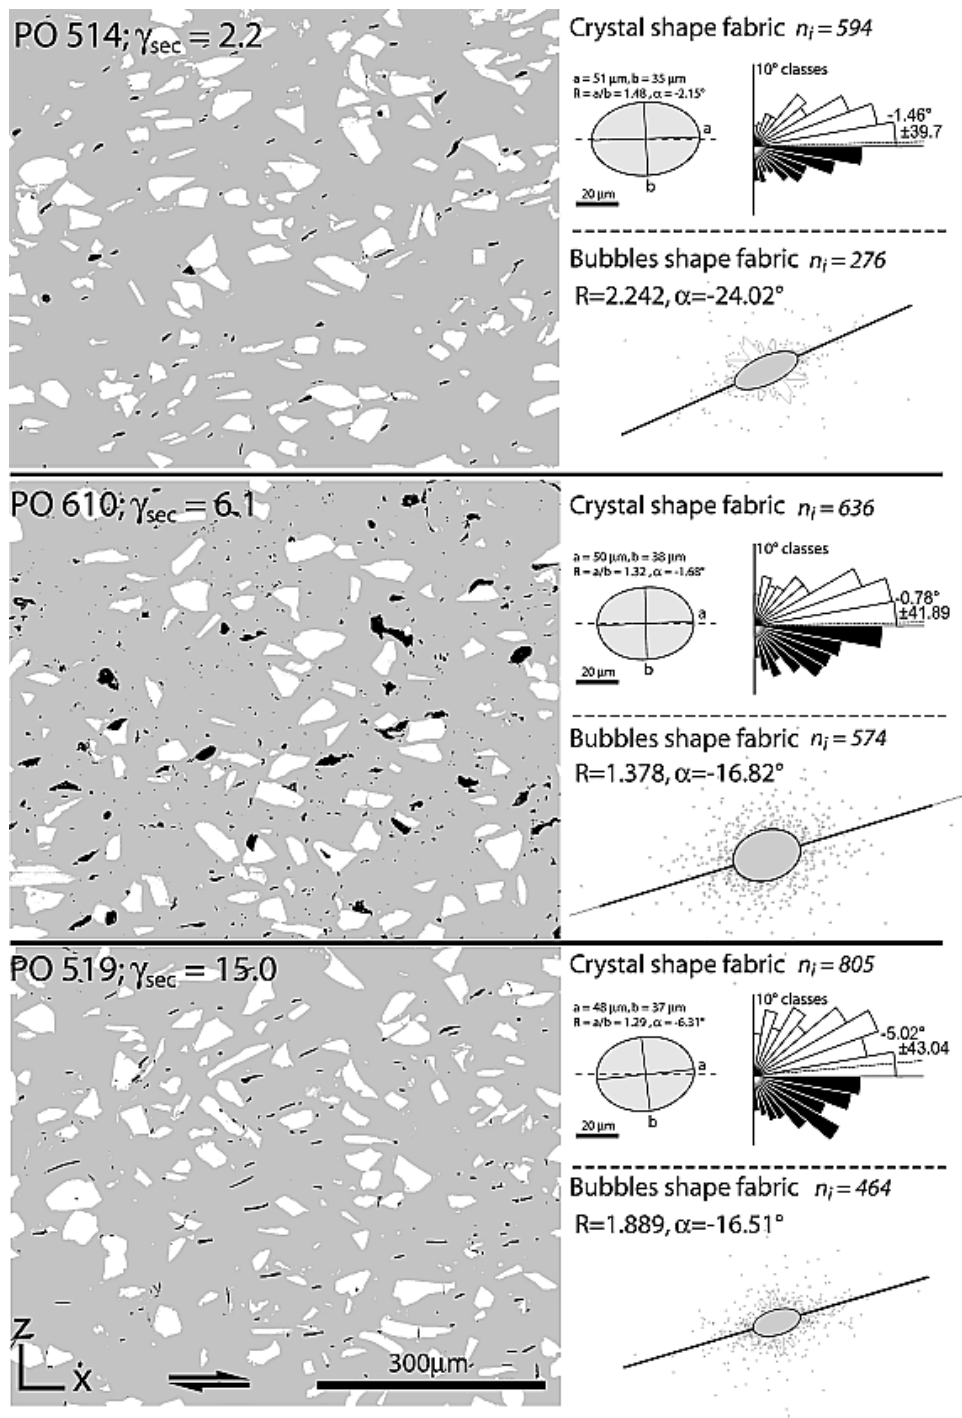 PO 514; γsec = 2.2
Crystal shape fabric ni = 594
a = 51 μm, b = 35 μm
R = a/b = 1.48, α = -2.15°
a
b
20 μm
10° classes
-1.46°
±39.7
Bubbles shape fabric ni = 276
R=2.242, α=-24.02°
PO 610; γsec = 6.1
Crystal shape fabric ni = 636
a = 50 μm, b = 38 μm
R = a/b = 1.32, α = -1.68°
a
b
20 μm
10° classes
-0.78°
±41.89
Bubbles shape fabric ni = 574
R=1.378, α=-16.82°
PO 519; γsec = 15.0
Crystal shape fabric ni = 805
a = 48 μm, b = 37 μm
R = a/b = 1.29, α = -6.31°
a
b
20 μm
10° classes
-5.02°
±43.04
Bubbles shape fabric ni = 464
R=1.889, α=-16.51°
Z
X
300μm